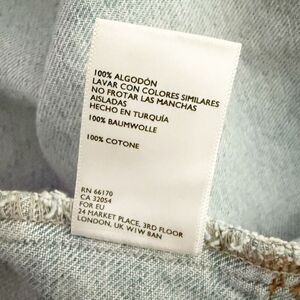 100% ALGODÓN
LAVAR CON COLORES SIMILARES
NO FROTAR LAS MANCHAS
AISLADAS
HECHO EN TURQUÍA
100% BAUMWOLLE
100% COTONE
RN 66170
CA 32054
FOR EU
24 MARKET PLACE, 3RD FLOOR
LONDON, UK W1W 8AN